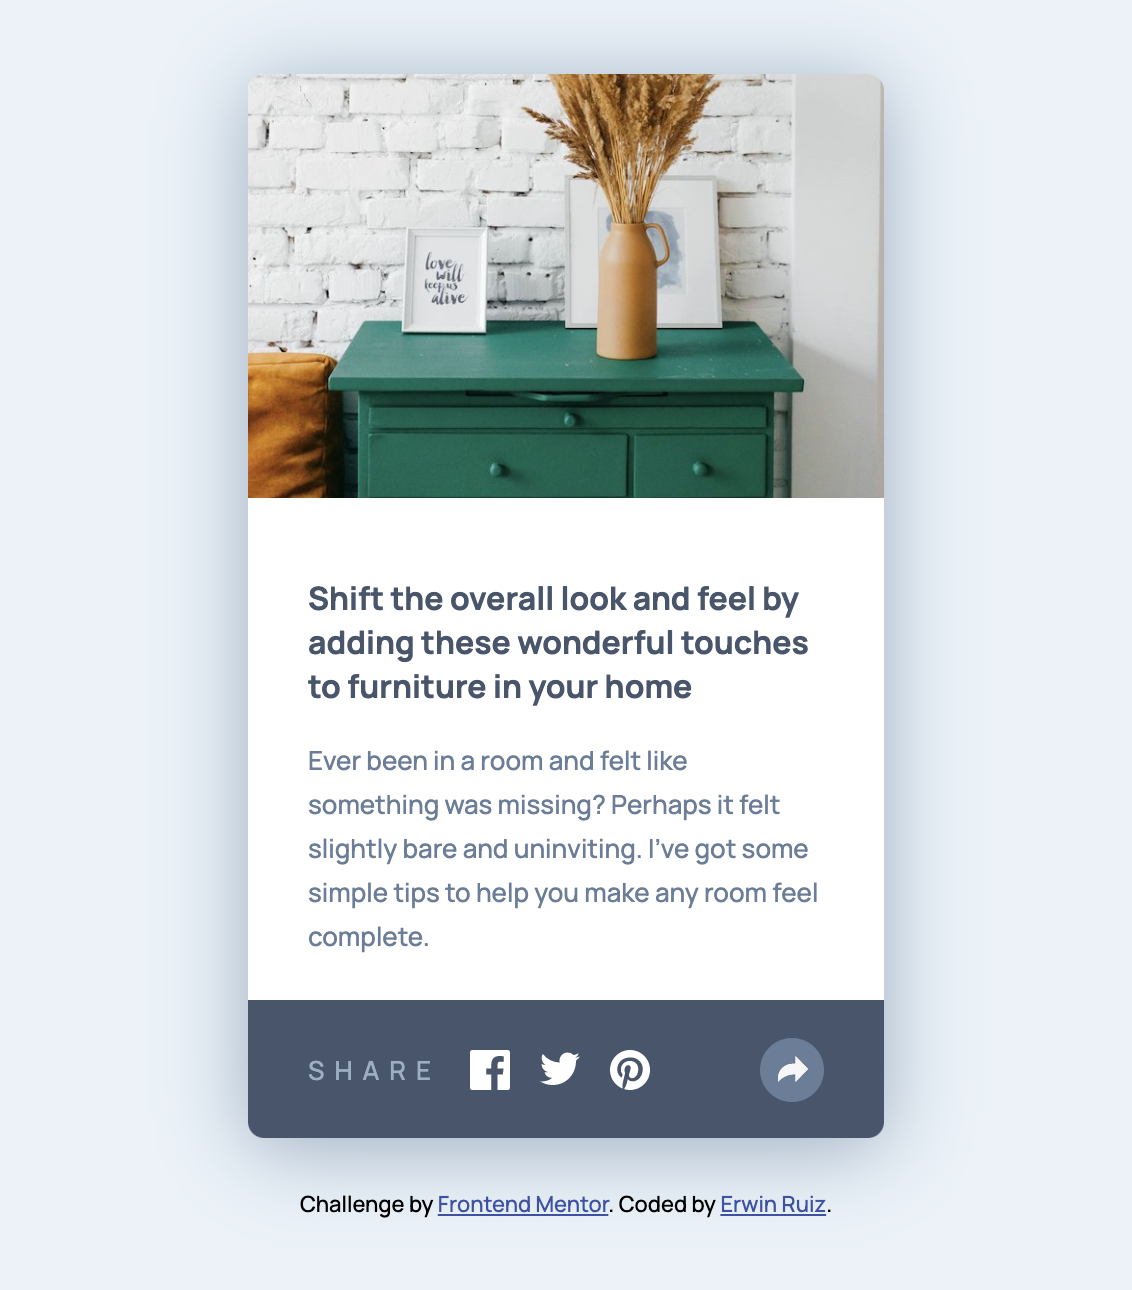 love
will
keep us
alive
Shift the overall look and feel by
adding these wonderful touches
to furniture in your home
Ever been in a room and felt like
something was missing? Perhaps it felt
slightly bare and uninviting. I’ve got some
simple tips to help you make any room feel
complete.
SHARE
Challenge by Frontend Mentor. Coded by Erwin Ruiz.